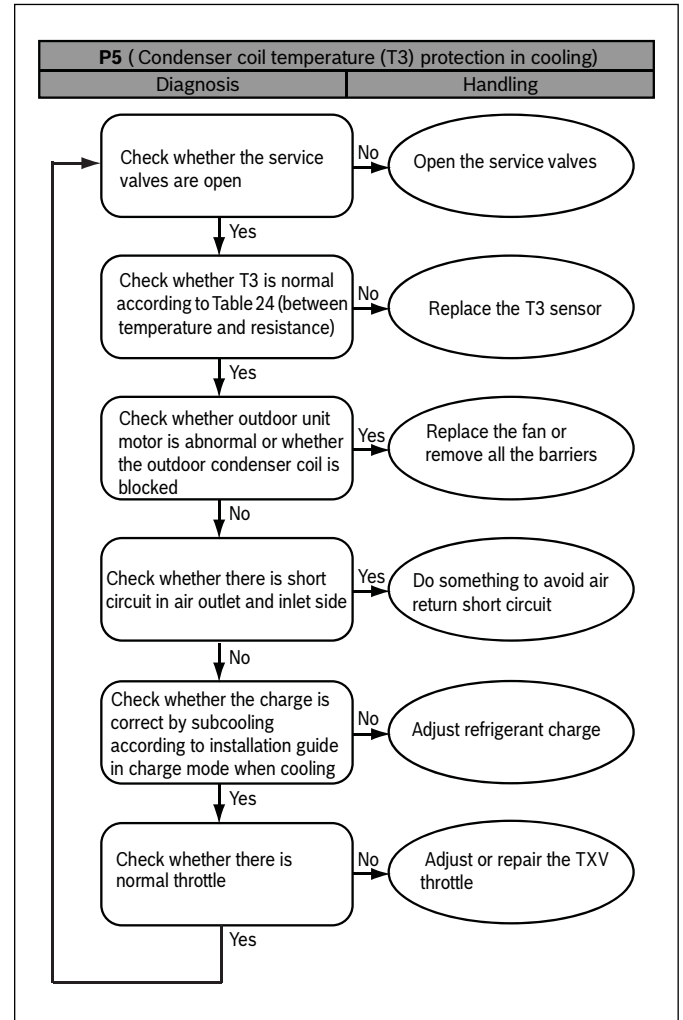 P5 ( Condenser coil temperature (T3) protection in cooling)
Diagnosis
Handling
Check whether the service
valves are open
No
Open the service valves
Yes
Check whether T3 is normal
according to Table 24 (between
temperature and resistance)
No
Replace the T3 sensor
Yes
Check whether outdoor unit
motor is abnormal or whether
the outdoor condenser coil is
blocked
Yes
Replace the fan or
remove all the barriers
No
Check whether there is short
circuit in air outlet and inlet side
Yes
Do something to avoid air
return short circuit
No
Check whether the charge is
correct by subcooling
according to installation guide
in charge mode when cooling
No
Adjust refrigerant charge
Yes
Check whether there is
normal throttle
No
Adjust or repair the TXV
throttle
Yes